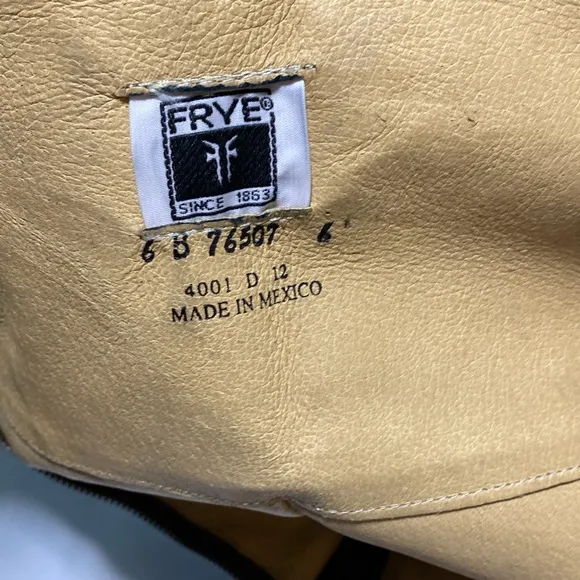 FRYE®
SINCE 1863
6 B 76507 6
4001 D 12
MADE IN MEXICO